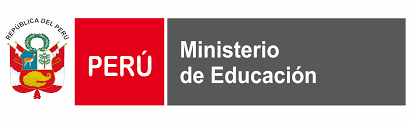 REPÚBLICA DEL PERÚ
PERÚ
Ministerio
de Educación